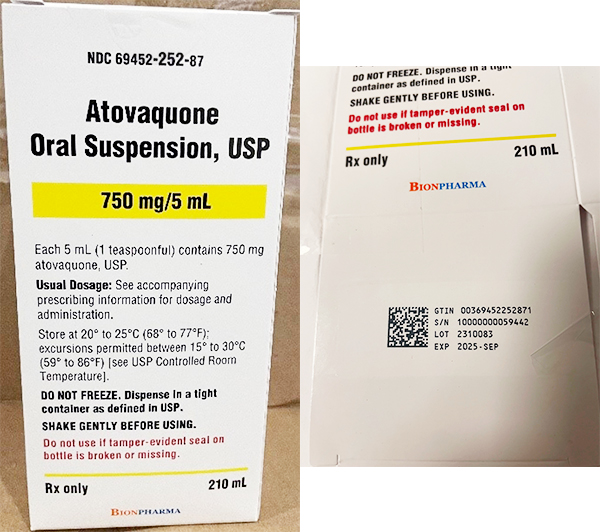 NDC 69452-252-87
Atovaquone
Oral Suspension, USP
750 mg/5 mL
Each 5 mL (1 teaspoonful) contains 750 mg
atovaquone, USP.
Usual Dosage: See accompanying
prescribing information for dosage and
administration.
Store at 20° to 25°C (68° to 77°F);
excursions permitted between 15° to 30°C
(59° to 86°F) [see USP Controlled Room
Temperature].
DO NOT FREEZE. Dispense in a tight
container as defined in USP.
SHAKE GENTLY BEFORE USING.
Do not use if tamper-evident seal on
bottle is broken or missing.
Rx only 210 mL
BIONPHARMA
DO NOT FREEZE. Dispense in a tight
container as defined in USP.
SHAKE GENTLY BEFORE USING.
Do not use if tamper-evident seal on
bottle is broken or missing.
Rx only 210 mL
BIONPHARMA
GTIN 00369452252871
S/N 10000000059442
LOT 2310083
EXP 2025-SEP